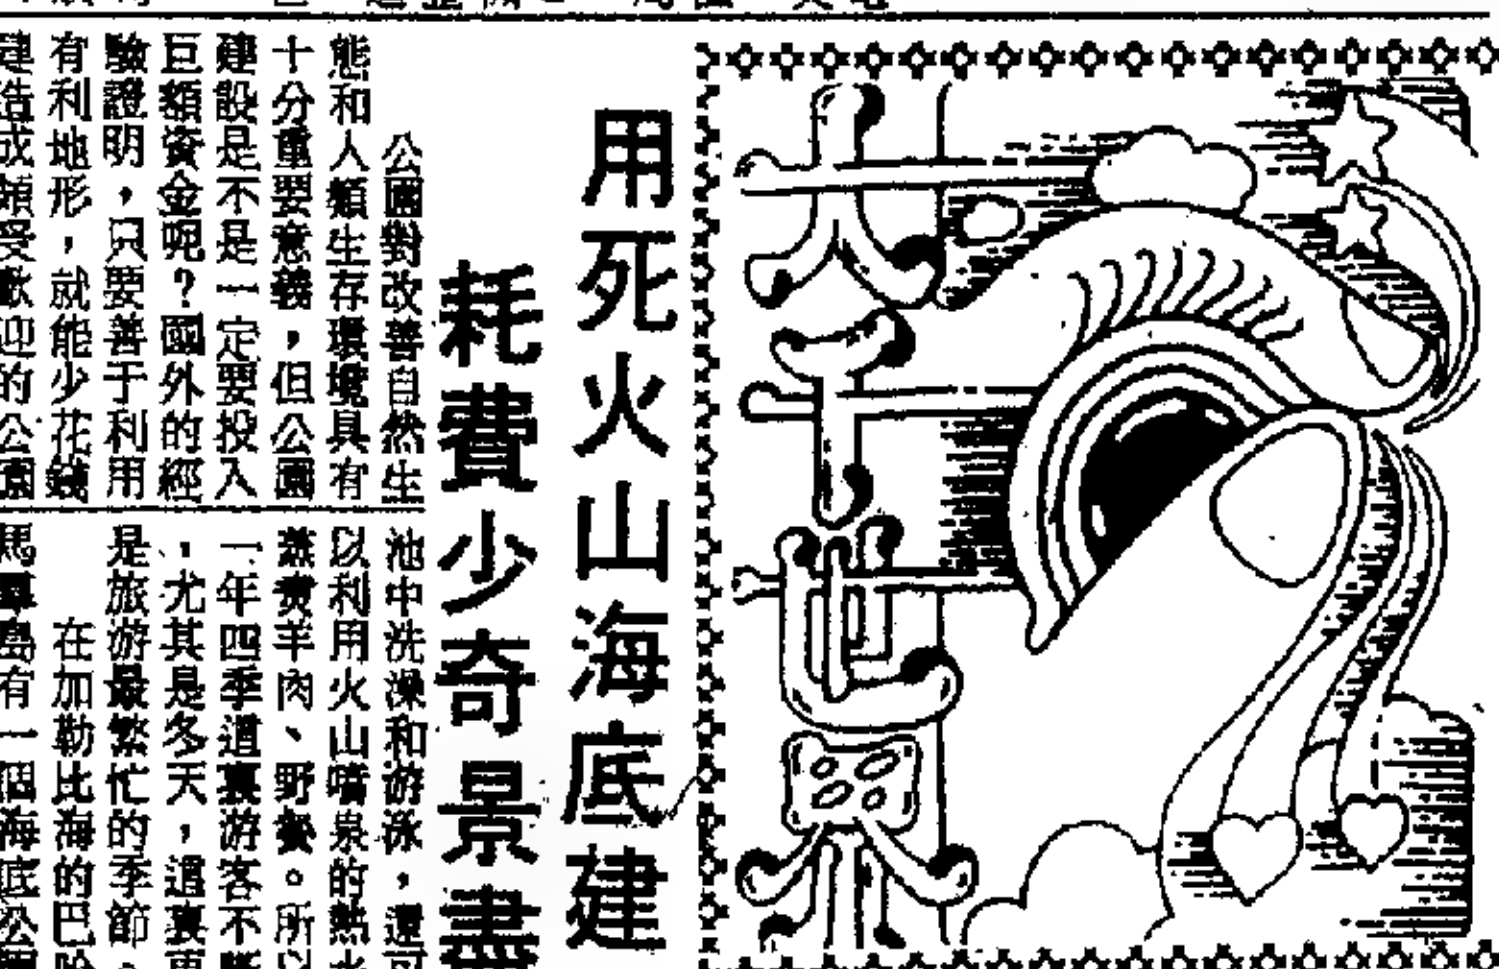 大千世界
用死火山海底建
耗費少奇景盡
公園對改善自然生
態和人類生存環境具有
十分重要意義，但公園
建設是不是一定要投入
巨額資金呢？國外的經
驗證明，只要善于利用
有利地形，就能少花錢
建造成頗受歡迎的公園
池中洗澡和游泳，還可
以利用火山噴泉的熱水
蒸煮羊肉、野餐。所以
一年四季這裏游客不斷
，尤其是冬天，這裏更
是旅游最繁忙的季節。
在加勒比海的巴哈
馬羣島有一個海底公園